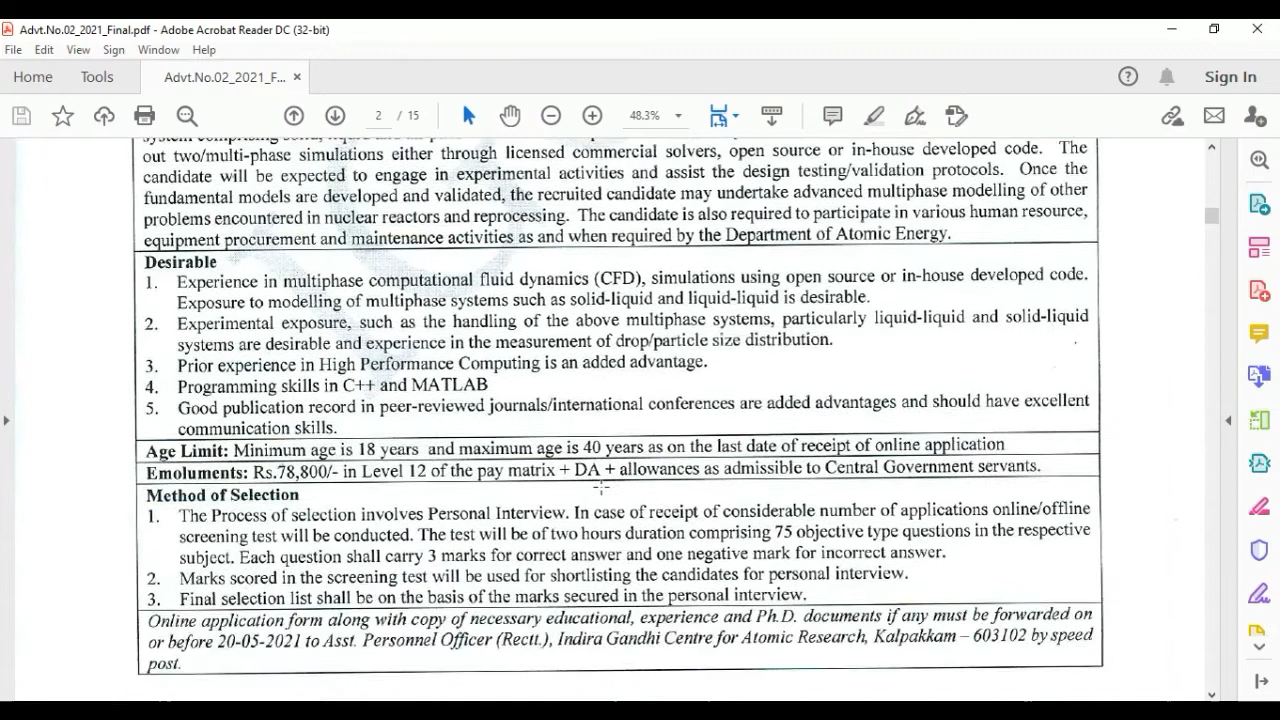 Advt.No.02_2021_Final.pdf - Adobe Acrobat Reader DC (32-bit)
File Edit View Sign Window Help
Home Tools Advt.No.02_2021_F... × Sign In
2 / 15 48.3%
out two/multi-phase simulations either through licensed commercial solvers, open source or in-house developed code. The
candidate will be expected to engage in experimental activities and assist the design testing/validation protocols. Once the
fundamental models are developed and validated, the recruited candidate may undertake advanced multiphase modelling of other
problems encountered in nuclear reactors and reprocessing. The candidate is also required to participate in various human resource,
equipment procurement and maintenance activities as and when required by the Department of Atomic Energy.
Desirable
1. Experience in multiphase computational fluid dynamics (CFD), simulations using open source or in-house developed code.
Exposure to modelling of multiphase systems such as solid-liquid and liquid-liquid is desirable.
2. Experimental exposure, such as the handling of the above multiphase systems, particularly liquid-liquid and solid-liquid
systems are desirable and experience in the measurement of drop/particle size distribution.
3. Prior experience in High Performance Computing is an added advantage.
4. Programming skills in C++ and MATLAB
5. Good publication record in peer-reviewed journals/international conferences are added advantages and should have excellent
communication skills.
Age Limit: Minimum age is 18 years and maximum age is 40 years as on the last date of receipt of online application
Emoluments: Rs.78,800/- in Level 12 of the pay matrix + DA + allowances as admissible to Central Government servants.
Method of Selection
1. The Process of selection involves Personal Interview. In case of receipt of considerable number of applications online/offline
screening test will be conducted. The test will be of two hours duration comprising 75 objective type questions in the respective
subject. Each question shall carry 3 marks for correct answer and one negative mark for incorrect answer.
2. Marks scored in the screening test will be used for shortlisting the candidates for personal interview.
3. Final selection list shall be on the basis of the marks secured in the personal interview.
Online application form along with copy of necessary educational, experience and Ph.D. documents if any must be forwarded on
or before 20-05-2021 to Asst. Personnel Officer (Rectt.), Indira Gandhi Centre for Atomic Research, Kalpakkam – 603102 by speed
post.